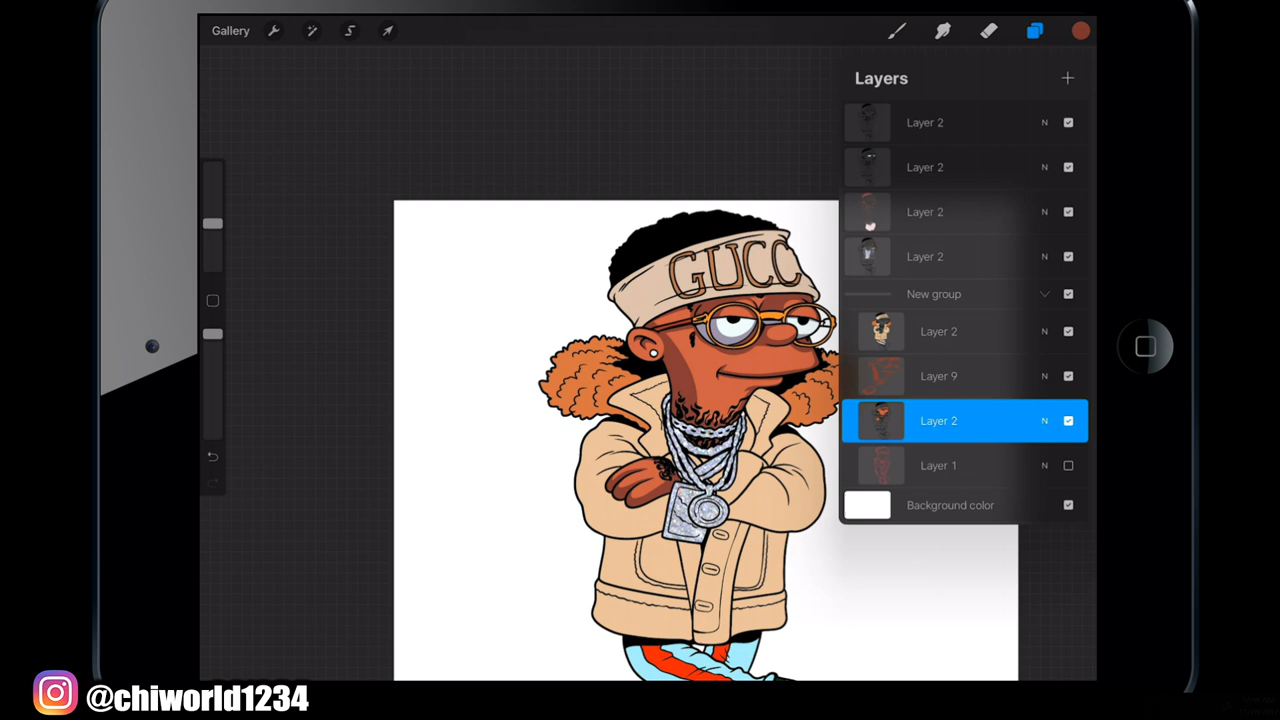 Gallery
Layers
Layer 2 N
Layer 2 N
Layer 2 N
Layer 2 N
New group
Layer 2 N
Layer 9 N
Layer 2 N
Layer 1 N
Background color
GUCC
@chiworld1234